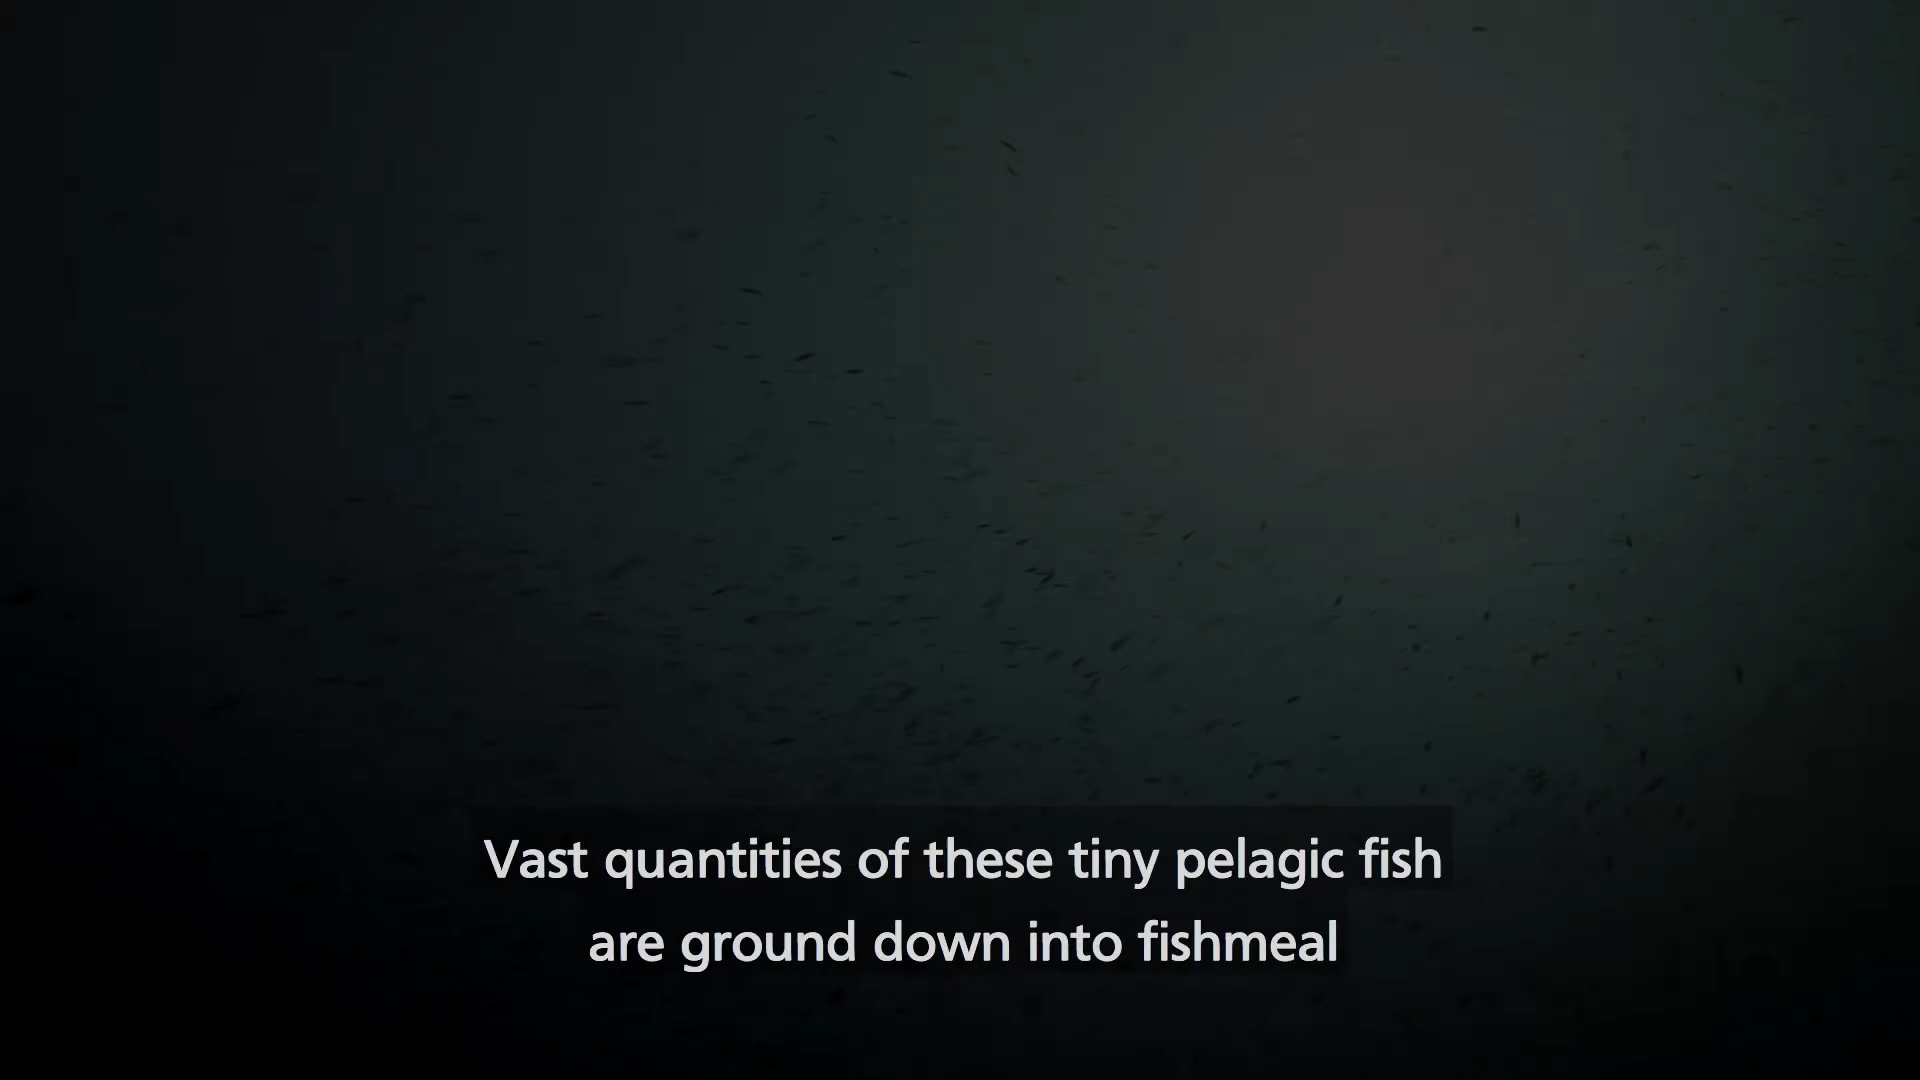 Vast quantities of these tiny pelagic fish
are ground down into fishmeal